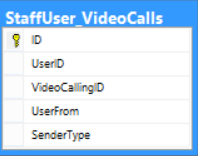 StaffUser_VideoCalls
ID
UserID
VideoCallingID
UserFrom
SenderType